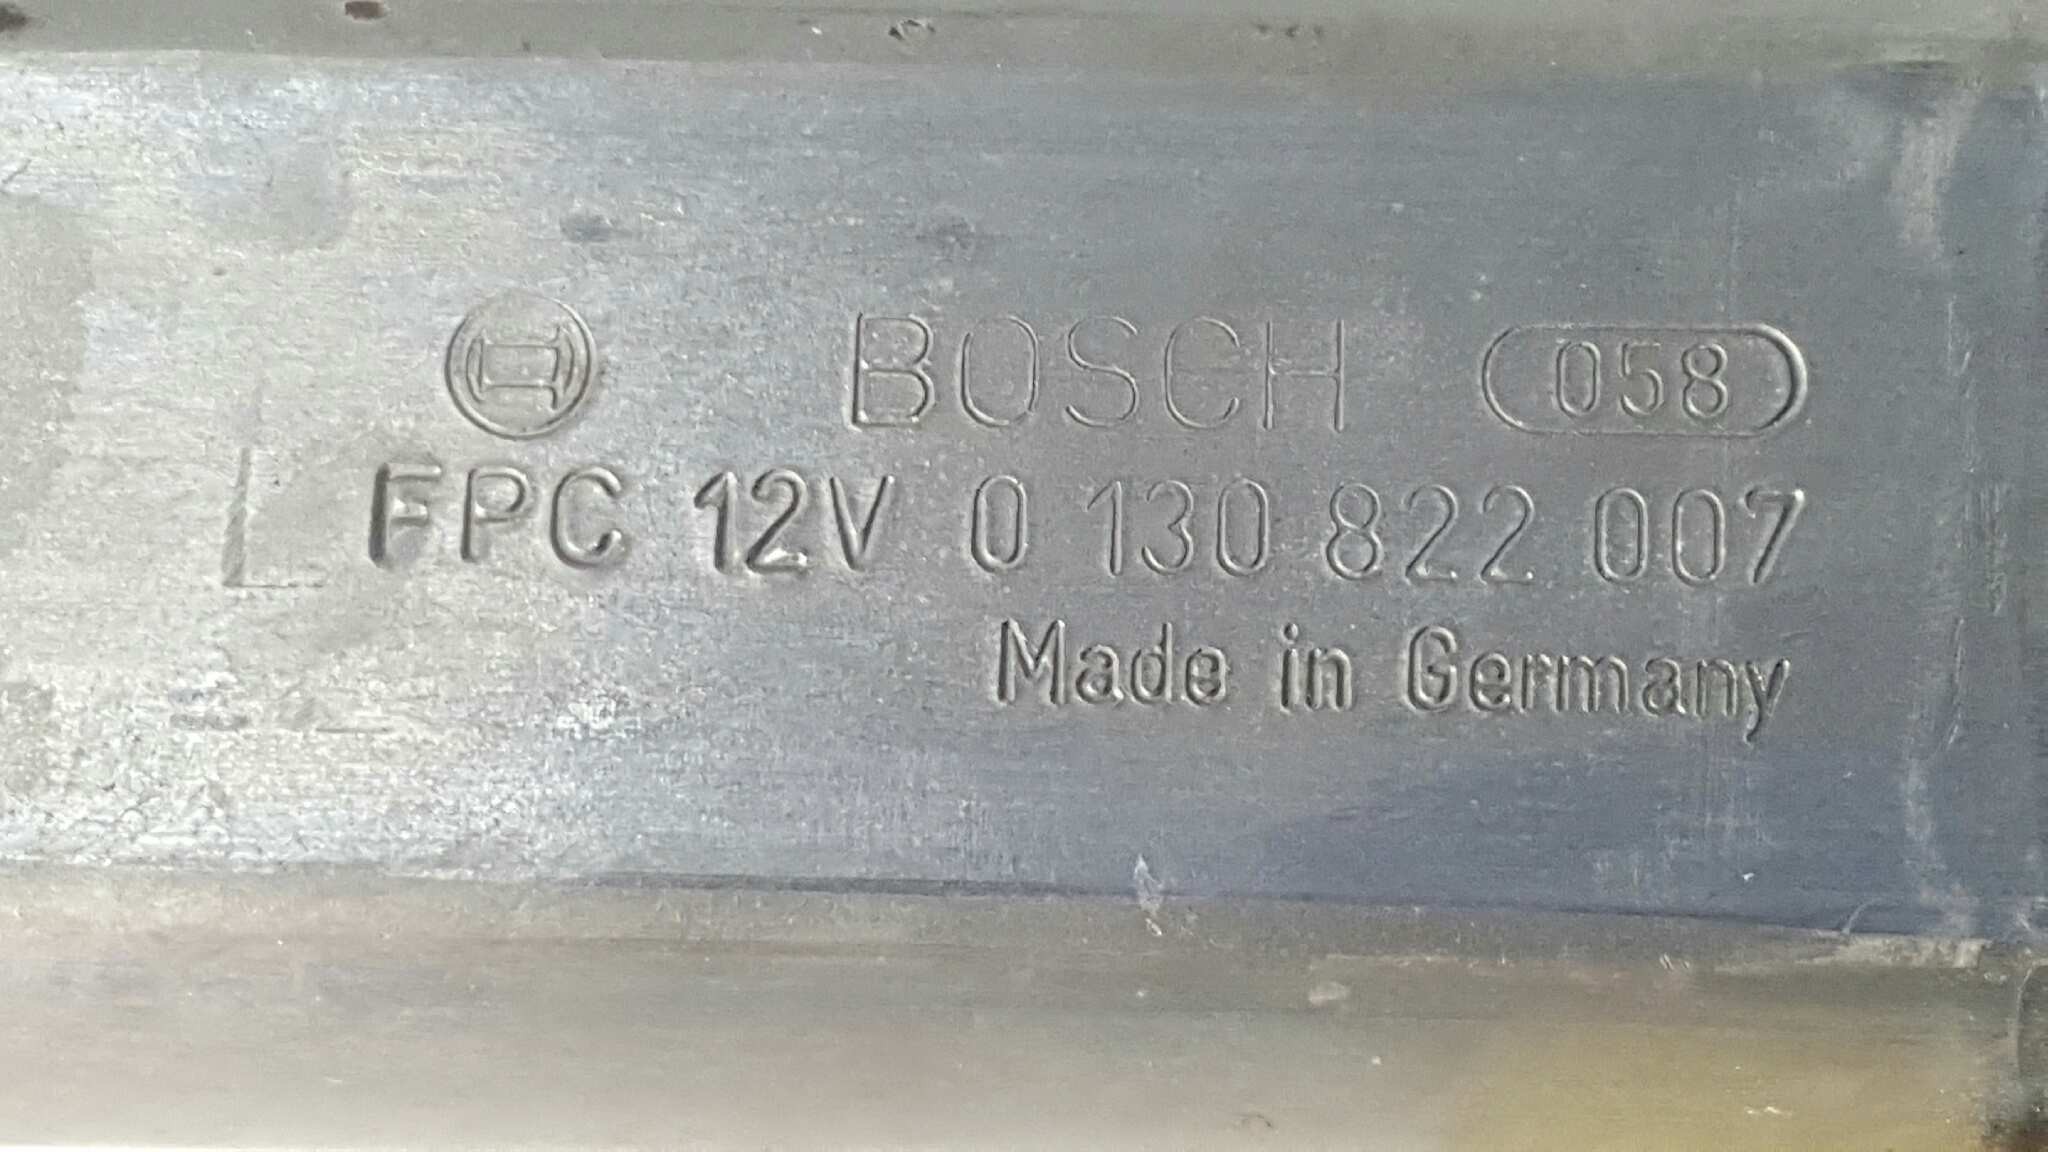 BOSCH 058
L FPC 12V 0 130 822 007
Made in Germany